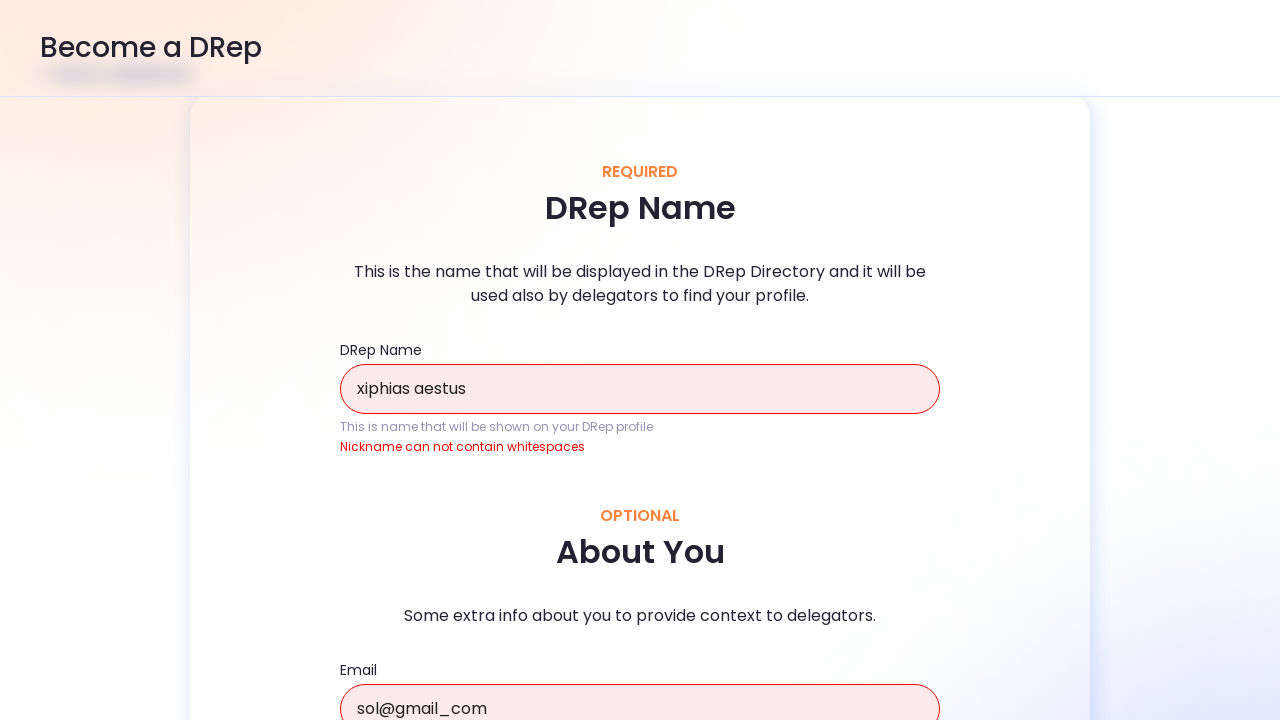 Become a DRep
REQUIRED
DRep Name
This is the name that will be displayed in the DRep Directory and it will be
used also by delegators to find your profile.
DRep Name
xiphias aestus
This is name that will be shown on your DRep profile
Nickname can not contain whitespaces
OPTIONAL
About You
Some extra info about you to provide context to delegators.
Email
sol@gmail_com